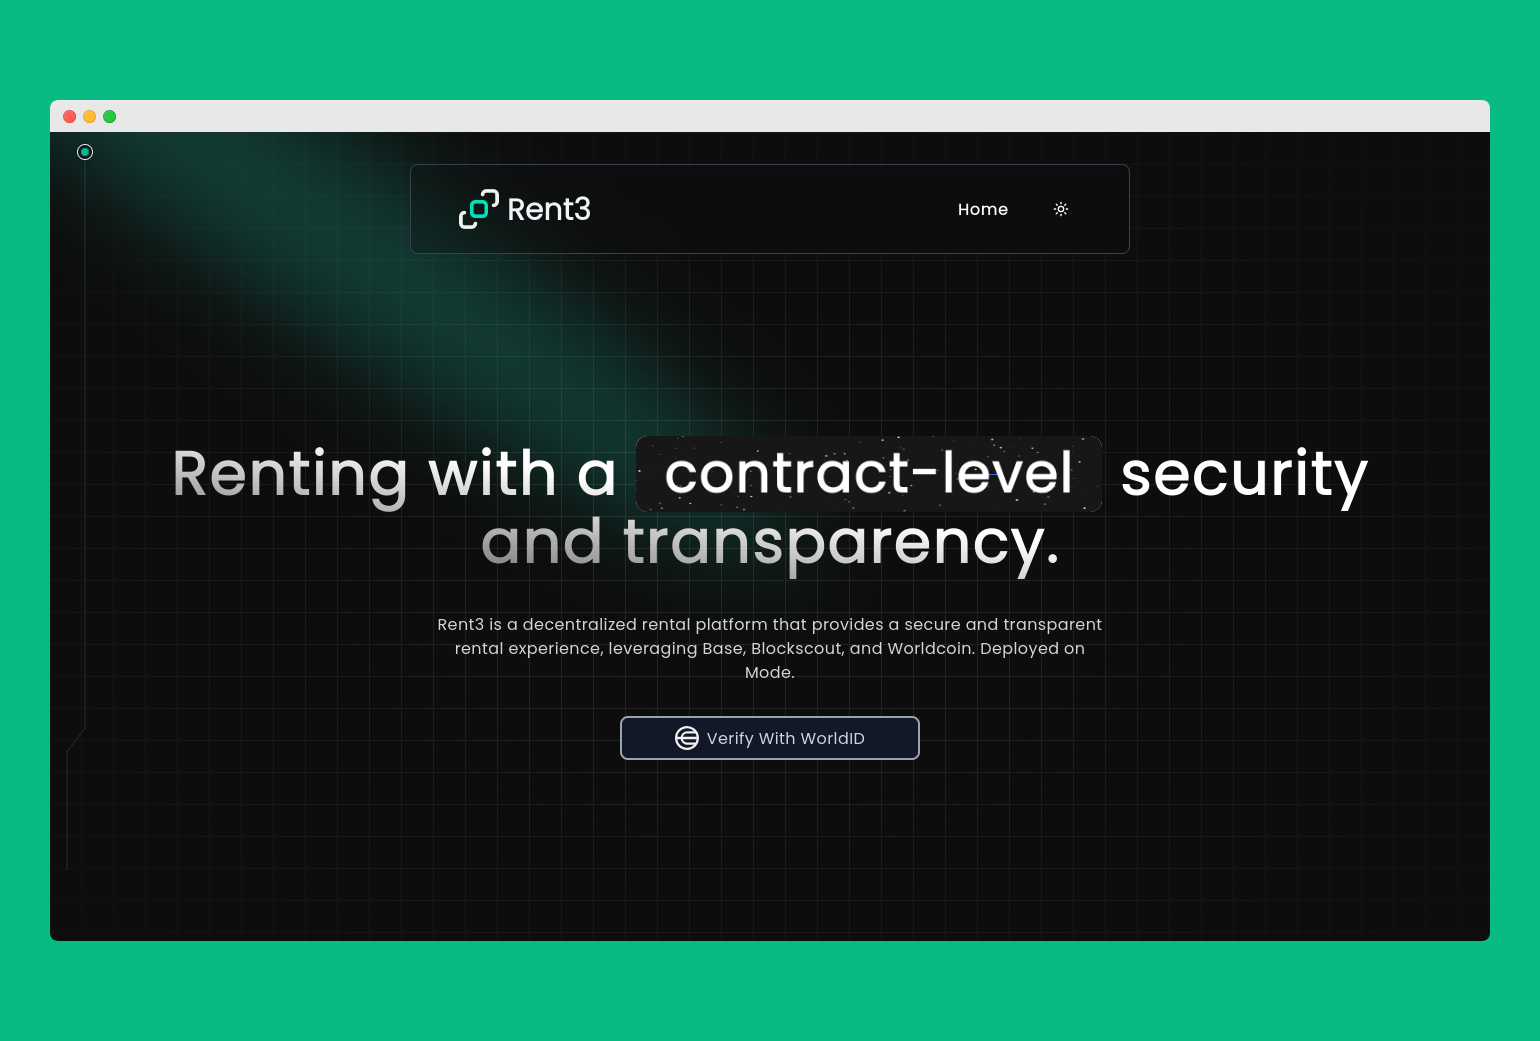 Rent3
Home
Renting with a contract-level security
and transparency.
Rent3 is a decentralized rental platform that provides a secure and transparent
rental experience, leveraging Base, Blockscout, and Worldcoin. Deployed on
Mode.
Verify With WorldID